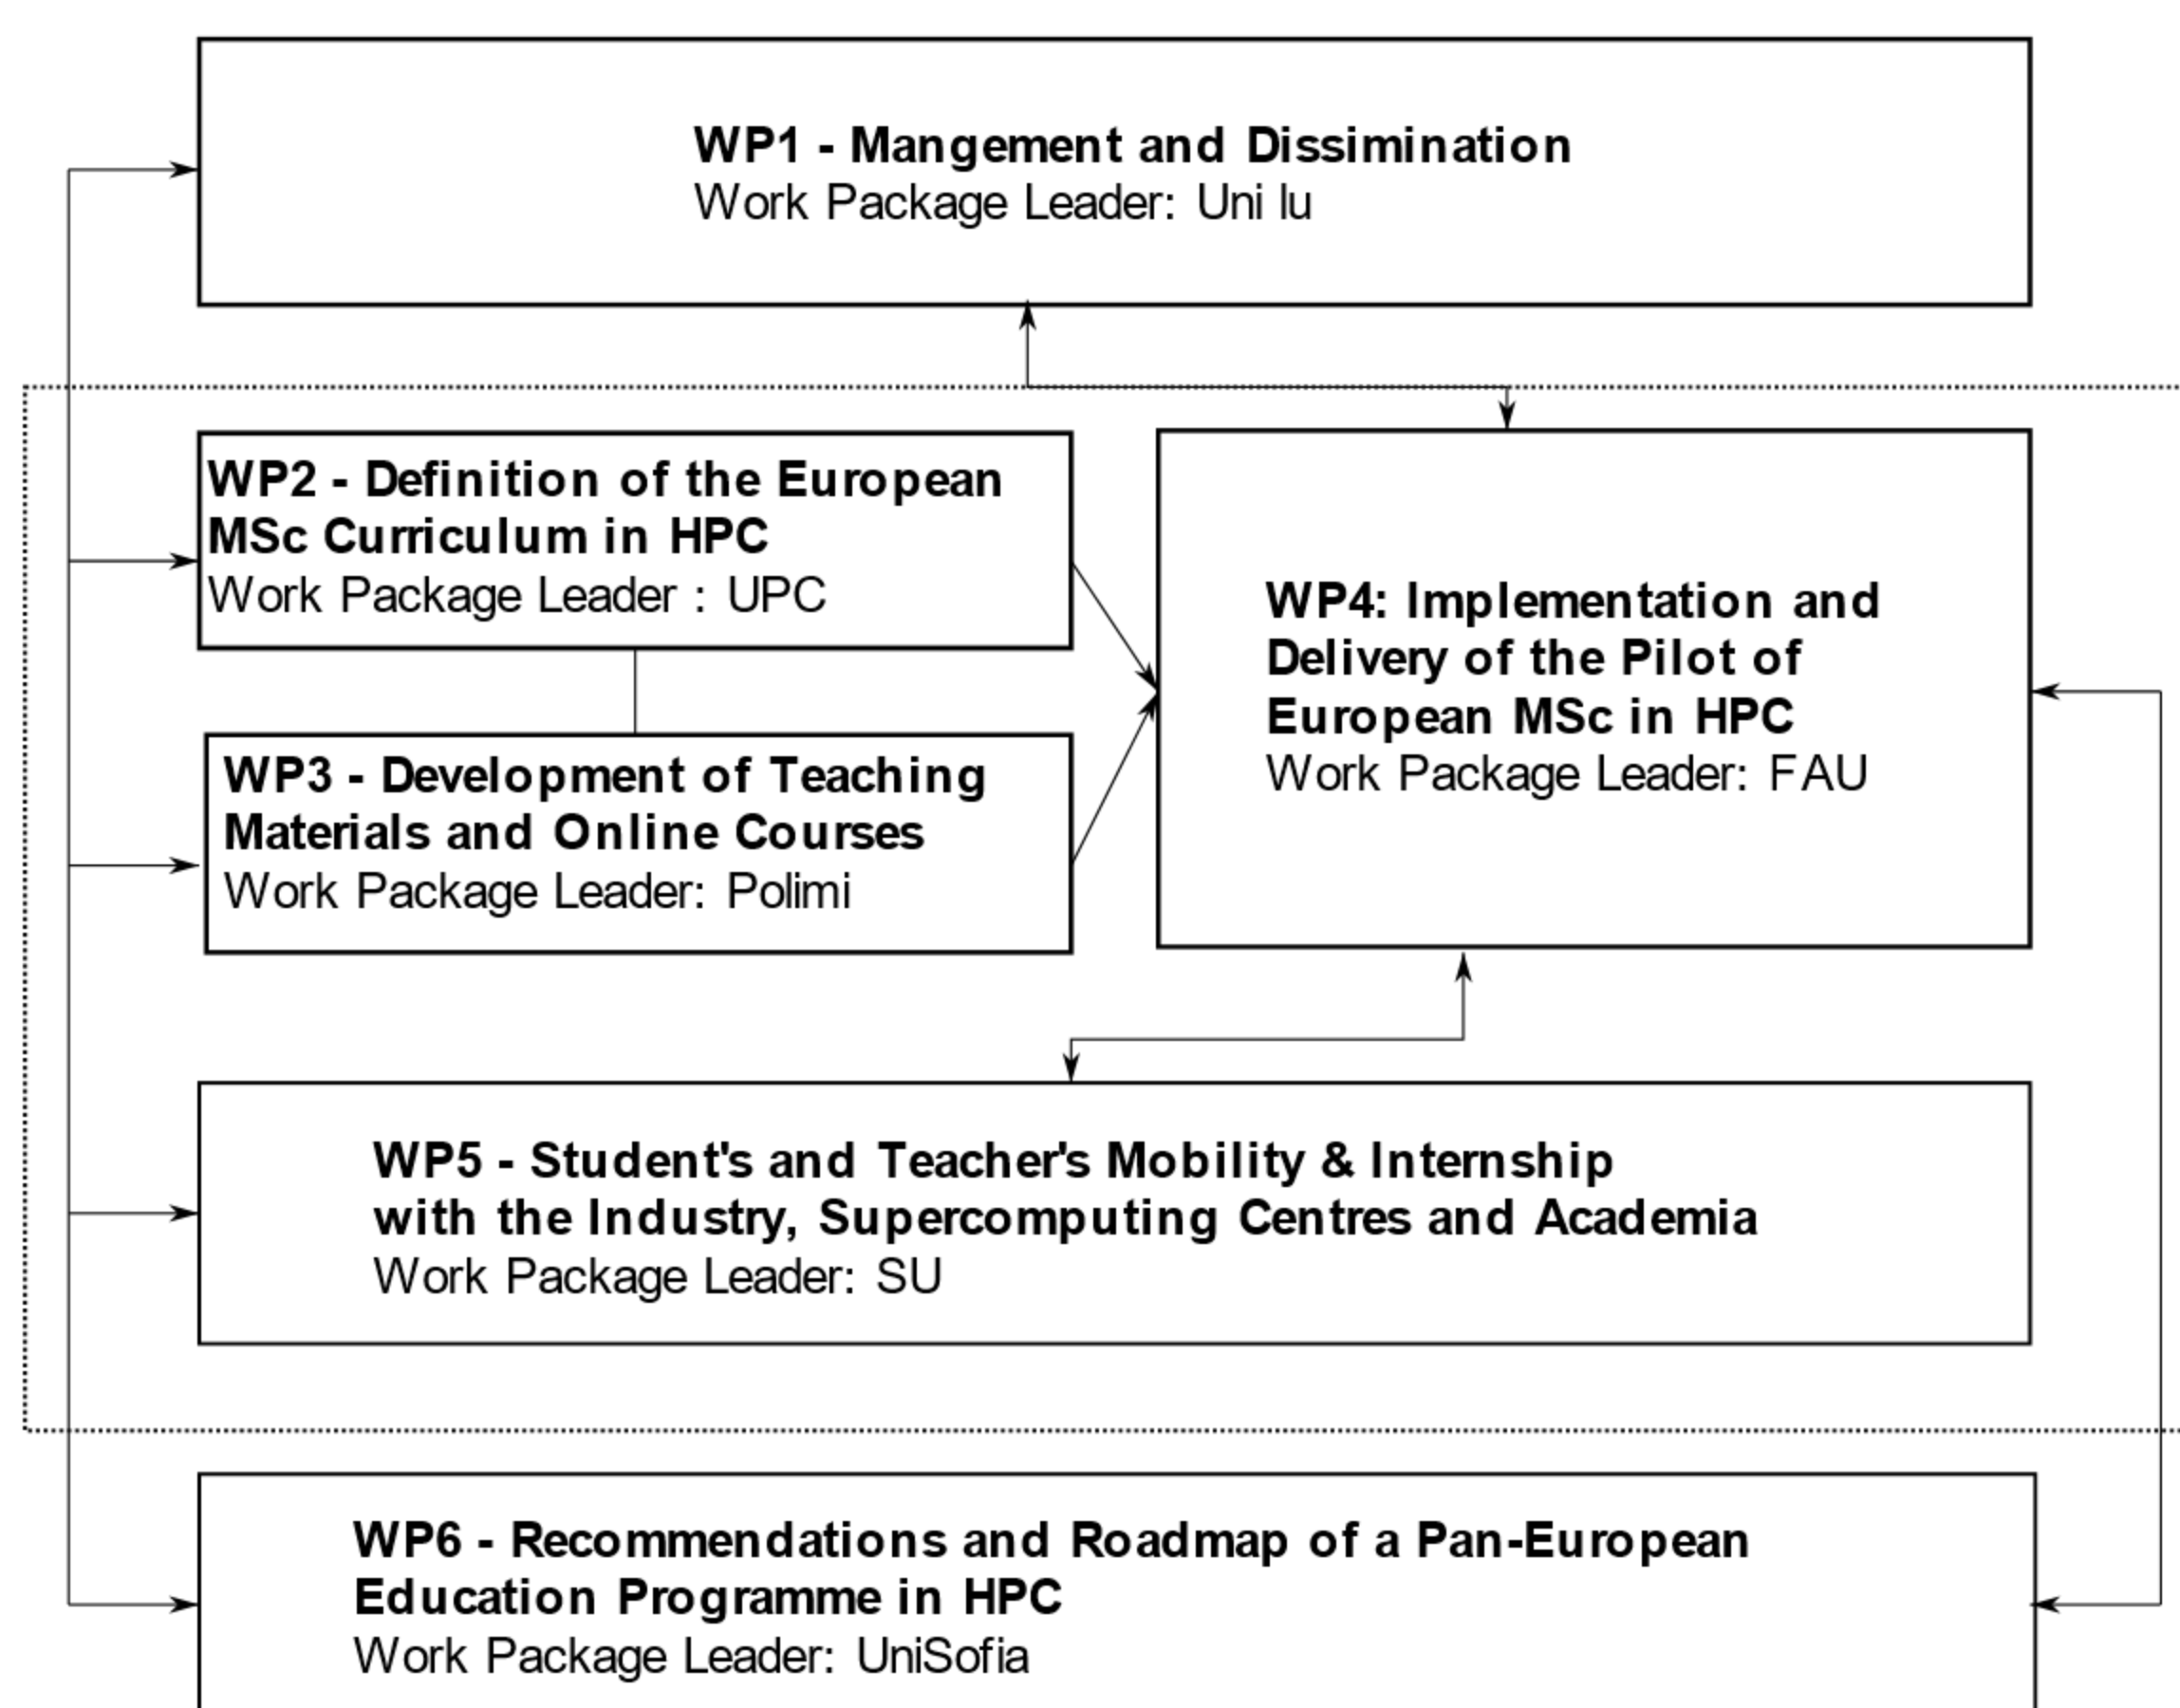 WP1 - Mangement and Dissimination
Work Package Leader: Uni lu
WP2 - Definition of the European
MSc Curriculum in HPC
Work Package Leader : UPC
WP3 - Development of Teaching
Materials and Online Courses
Work Package Leader: Polimi
WP4: Implementation and
Delivery of the Pilot of
European MSc in HPC
Work Package Leader: FAU
WP5 - Student's and Teacher's Mobility & Internship
with the Industry, Supercomputing Centres and Academia
Work Package Leader: SU
WP6 - Recommendations and Roadmap of a Pan-European
Education Programme in HPC
Work Package Leader: UniSofia